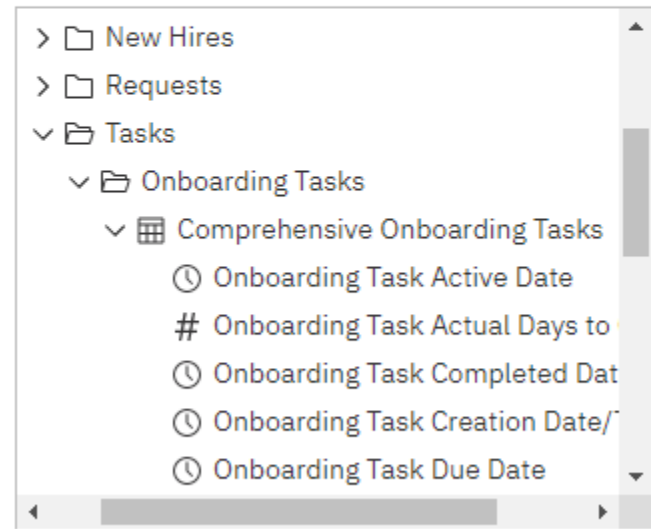 New Hires
Requests
Tasks
Onboarding Tasks
Comprehensive Onboarding Tasks
Onboarding Task Active Date
# Onboarding Task Actual Days to
Onboarding Task Completed Dat
Onboarding Task Creation Date/
Onboarding Task Due Date